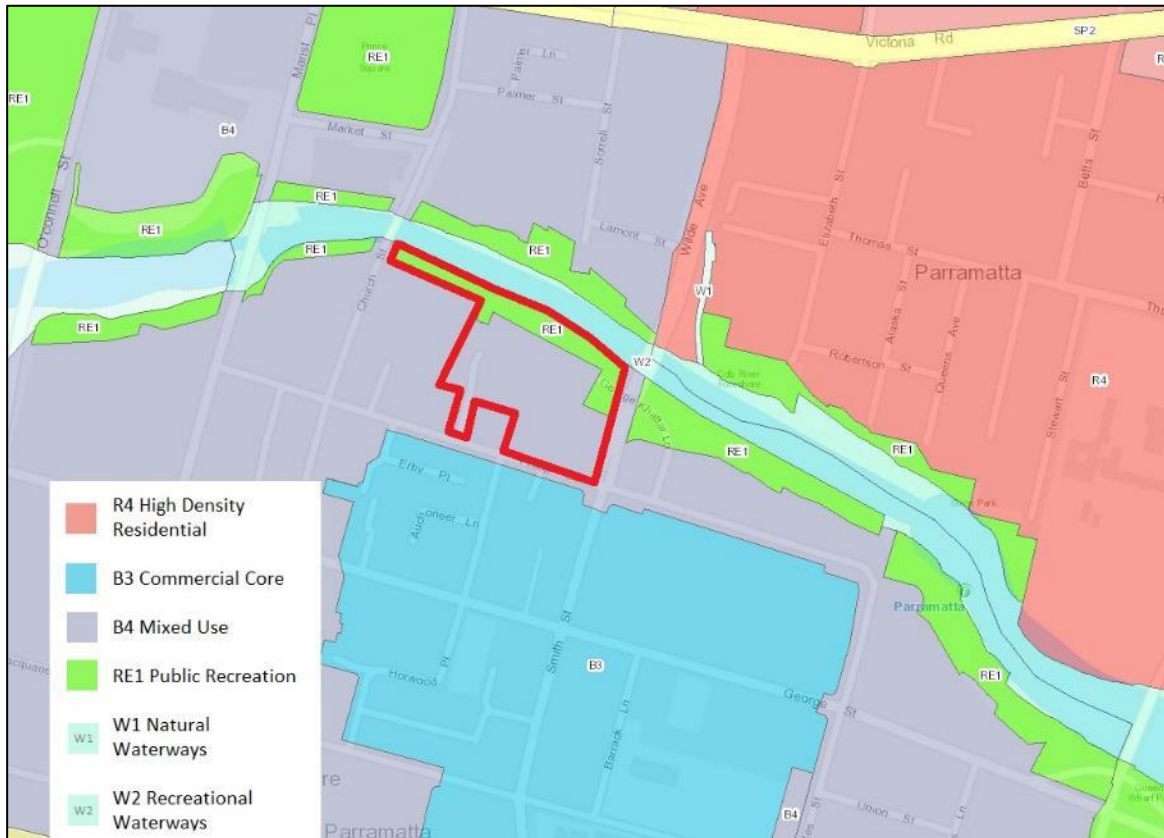 Marist Pl
Victoria Rd
SP2
RE1
Square
Palmer Ln
R
RE1
Palmer St
Market St
Sorrell St
Betts St
B4
O'connell St
RE1
RE1
RE1
RE1
Lamont St
Wilde Ave
Elizabeth St
Thomas St
Parramatta
Church St
W1
Alaska St
Queens Ave
RE1
RE1
W2
Robertson St
R4
Stewart St
George Khattar Ln
RE1
RE1
Erby Pl
Parramatta
RE1
Smith St
B3
Horwood Pl
George St
Barrack Ln
B4
Union St
Ln
Parramatta
R4 High Density
Residential
B3 Commercial Core
B4 Mixed Use
RE1 Public Recreation
W1 W1 Natural
Waterways
W2 W2 Recreational
Waterways